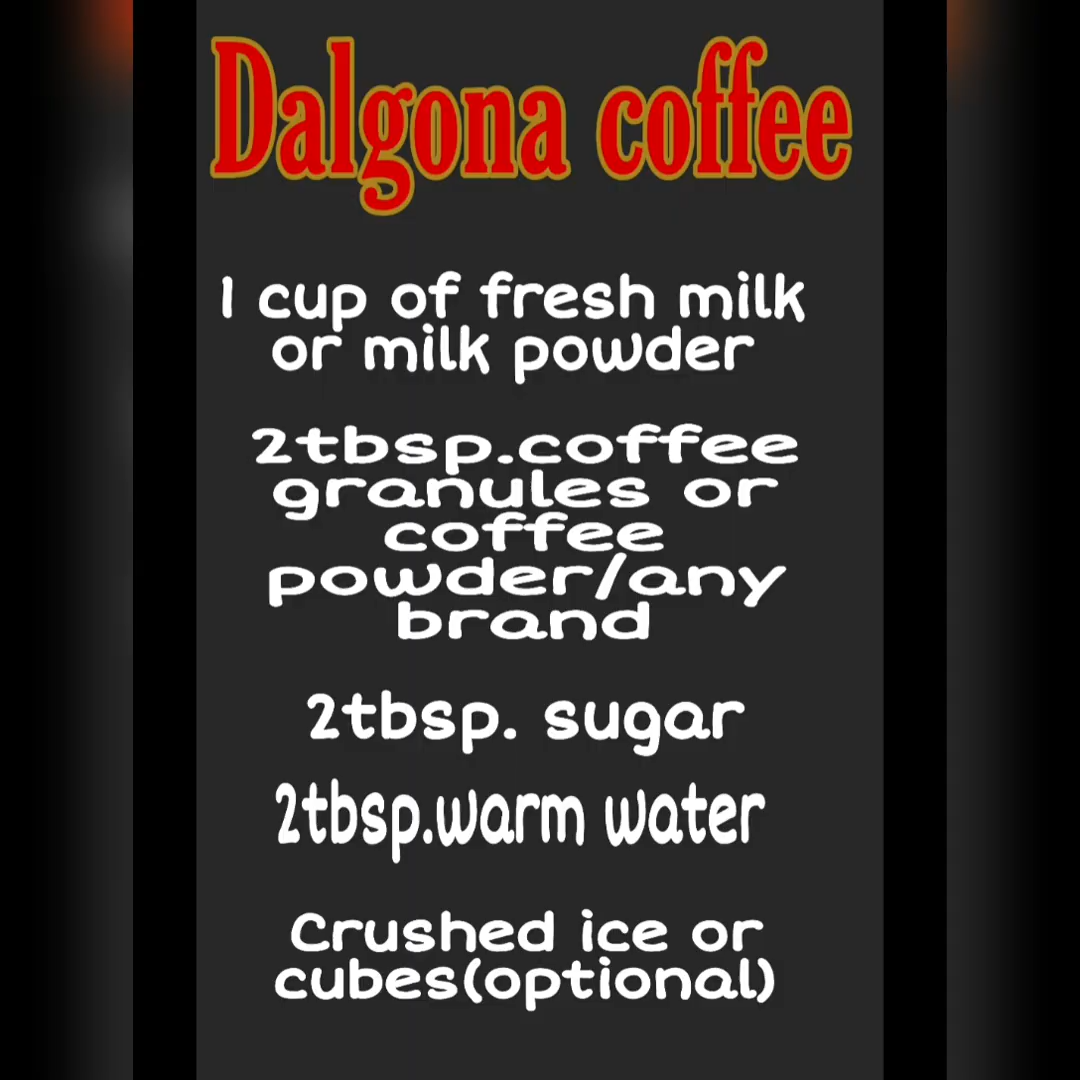 Dalgona coffee
1 cup of fresh milk
or milk powder
2tbsp.coffee
granules or
coffee
powder/any
brand
2tbsp. sugar
2tbsp.warm water
Crushed ice or
cubes(optional)